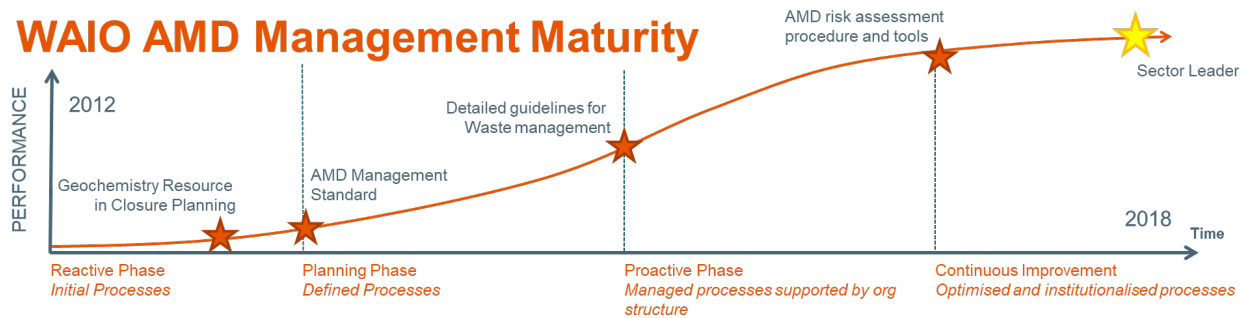 WAIO AMD Management Maturity
AMD risk assessment
procedure and tools
Sector Leader
2012
PERFORMANCE
Detailed guidelines for
Waste management
AMD Management
Standard
Geochemistry Resource
in Closure Planning
2018
Time
Reactive Phase
Initial Processes
Planning Phase
Defined Processes
Proactive Phase
Managed processes supported by org
structure
Continuous Improvement
Optimised and institutionalised processes